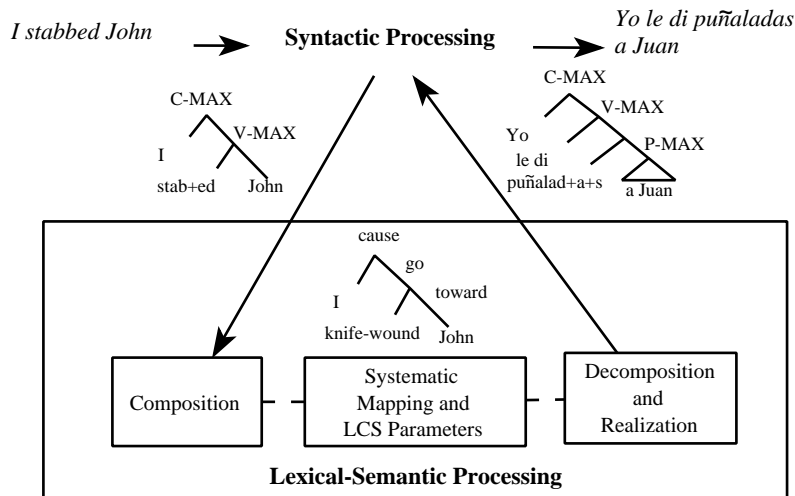 I stabbed John
Syntactic Processing
Yo le di puñaladas
a Juan
C-MAX
V-MAX
I
stab+ed
John
C-MAX
V-MAX
Yo
P-MAX
le di
puñalad+a+s
a Juan
cause
go
toward
I
knife-wound
John
Composition
Systematic
Mapping and
LCS Parameters
Decomposition
and
Realization
Lexical-Semantic Processing